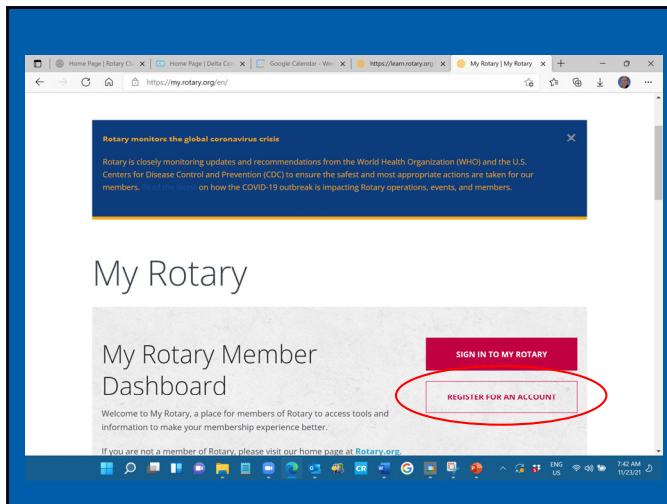 Home Page | Rotary Cl
Home Page | Delta Con
Google Calendar - Wee
https://learn.rotary.org/
My Rotary | My Rotary
https://my.rotary.org/en/
Rotary monitors the global coronavirus crisis
Rotary is closely monitoring updates and recommendations from the World Health Organization (WHO) and the U.S.
Centers for Disease Control and Prevention (CDC) to ensure the safest and most appropriate actions are taken for our
members. Read the latest on how the COVID-19 outbreak is impacting Rotary operations, events, and members.
My Rotary
My Rotary Member
Dashboard
SIGN IN TO MY ROTARY
REGISTER FOR AN ACCOUNT
Welcome to My Rotary, a place for members of Rotary to access tools and
information to make your membership experience better.
If you are not a member of Rotary, please visit our home page at Rotary.org.
CR
ENG
US
7:42 AM
11/23/21